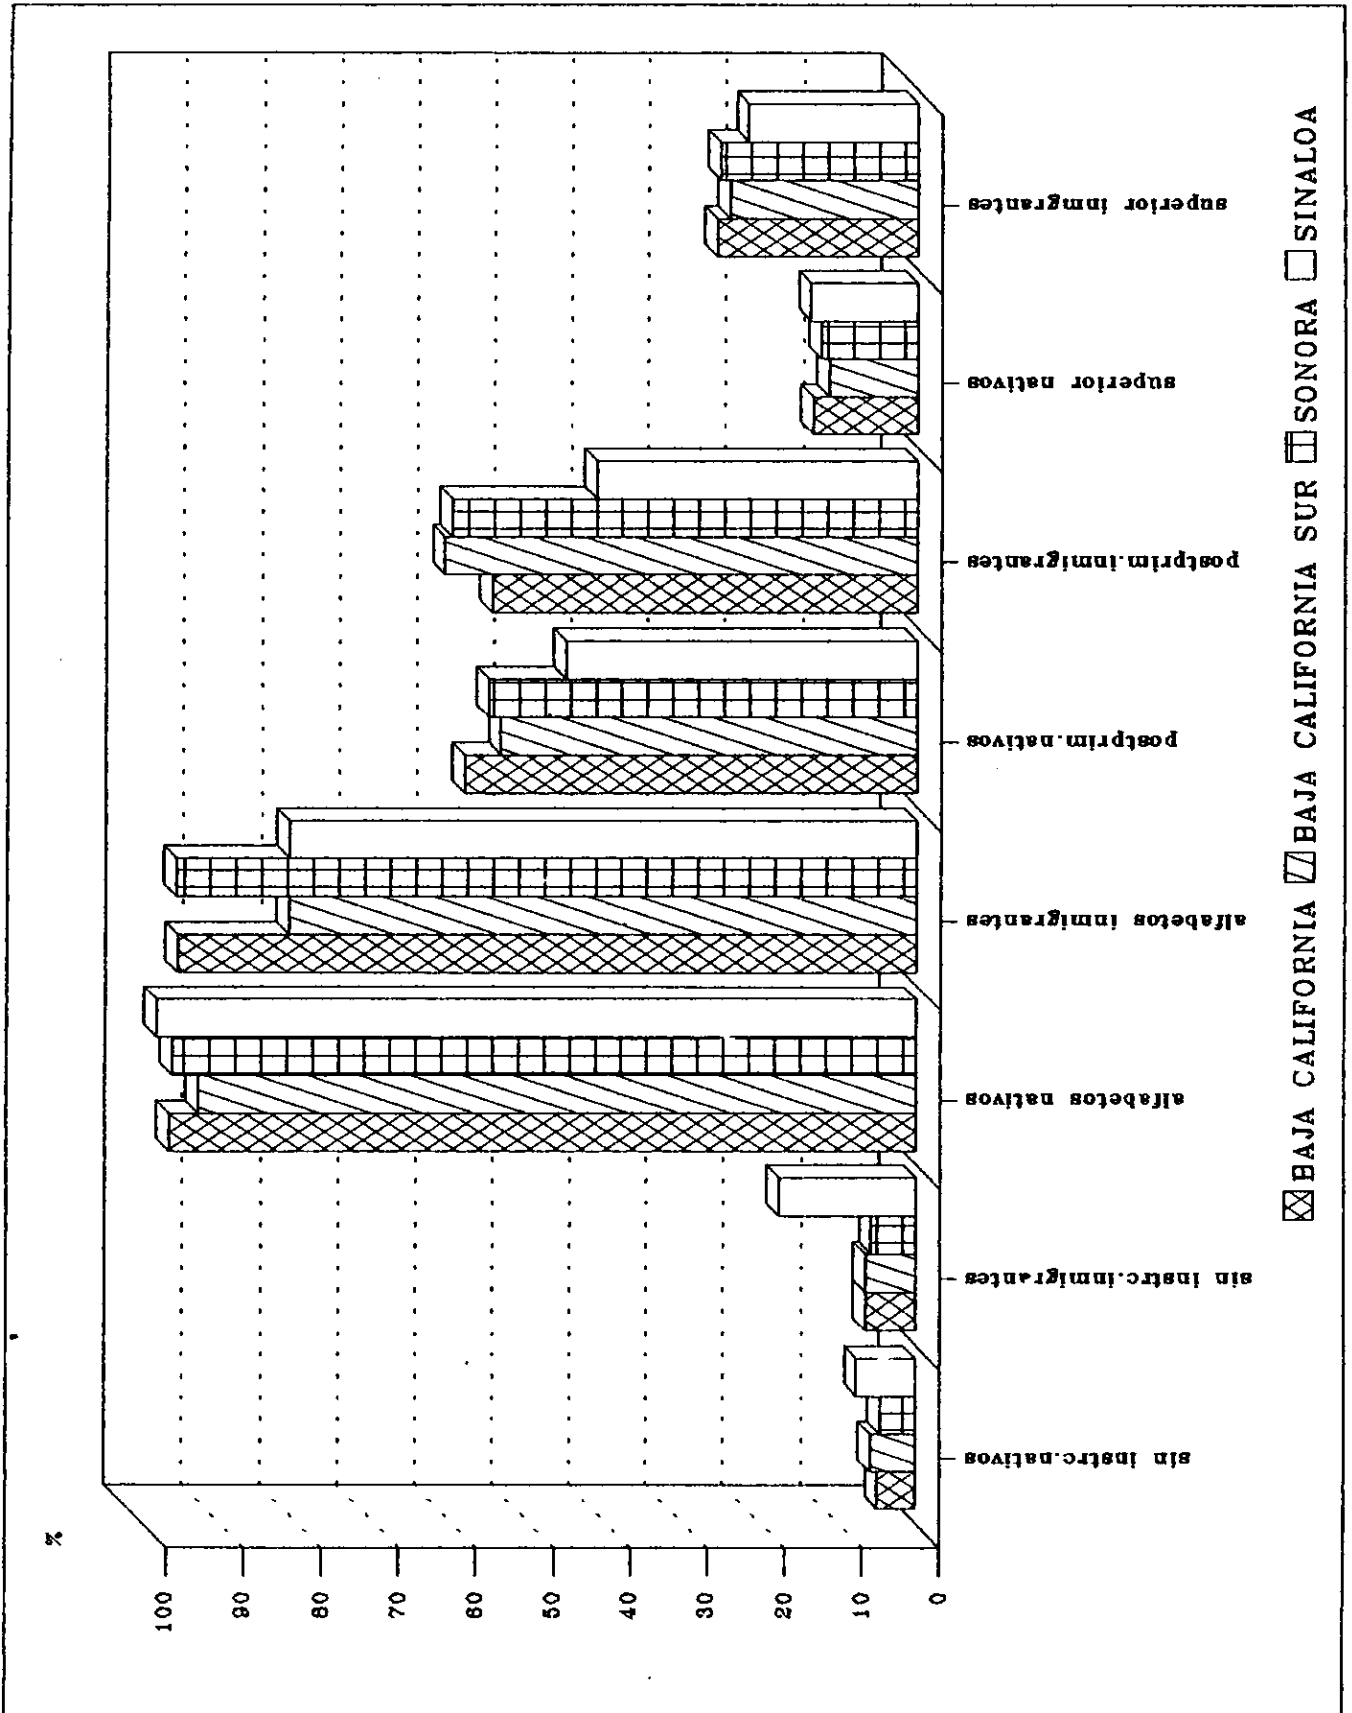 %
100
90
80
70
60
50
40
30
20
10
0
sin instrc.nativos
sin instrc.inmigrantes
alfabetos nativos
alfabetos inmigrantes
postprim.nativos
postprim.inmigrantes
superior nativos
superior inmgrantes
BAJA CALIFORNIA BAJA CALIFORNIA SUR SONORA SINALOA